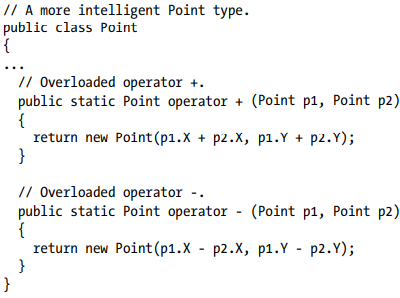 // A more intelligent Point type.
public class Point
{
...
  // Overloaded operator +.
  public static Point operator + (Point p1, Point p2)
  {
    return new Point(p1.X + p2.X, p1.Y + p2.Y);
  }

  // Overloaded operator -.
  public static Point operator - (Point p1, Point p2)
  {
    return new Point(p1.X - p2.X, p1.Y - p2.Y);
  }
}